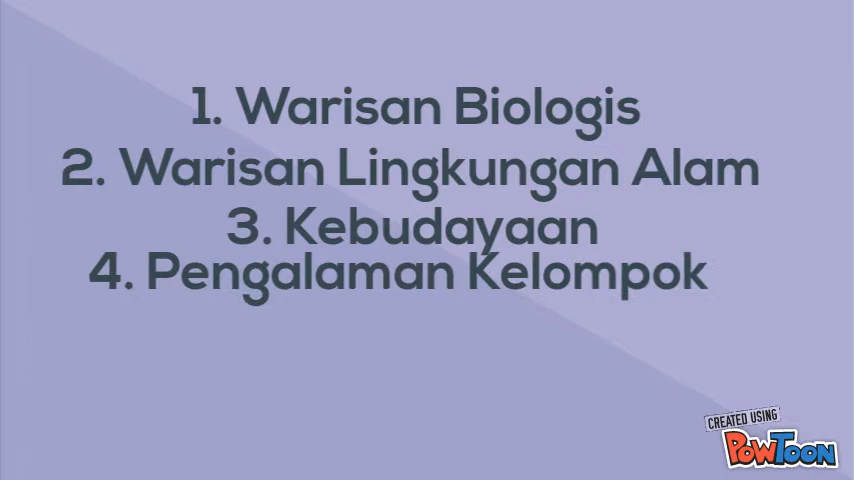 1. Warisan Biologis
2. Warisan Lingkungan Alam
3. Kebudayaan
4. Pengalaman Kelompok
CREATED USING
POWTOON